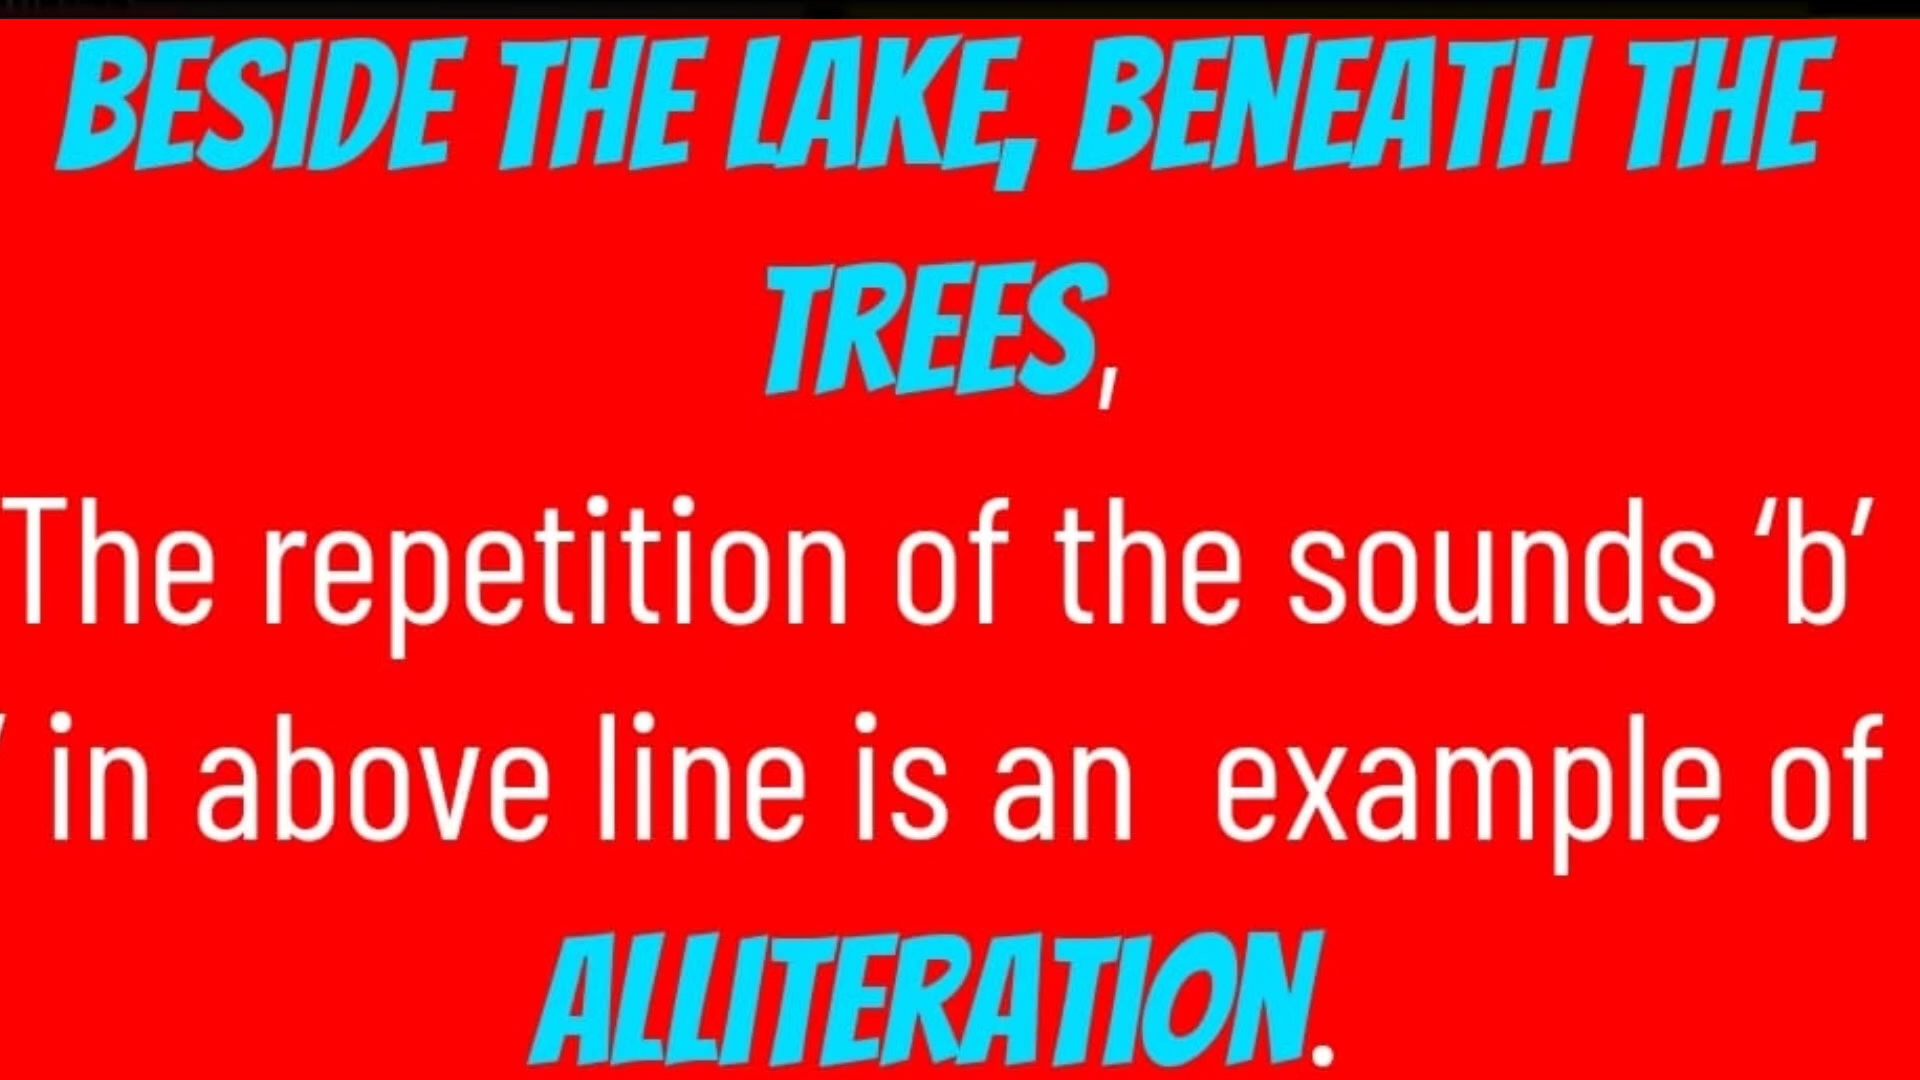 BESIDE THE LAKE, BENEATH THE
TREES,
The repetition of the sounds ‘b’
’ in above line is an  example of
ALLITERATION.